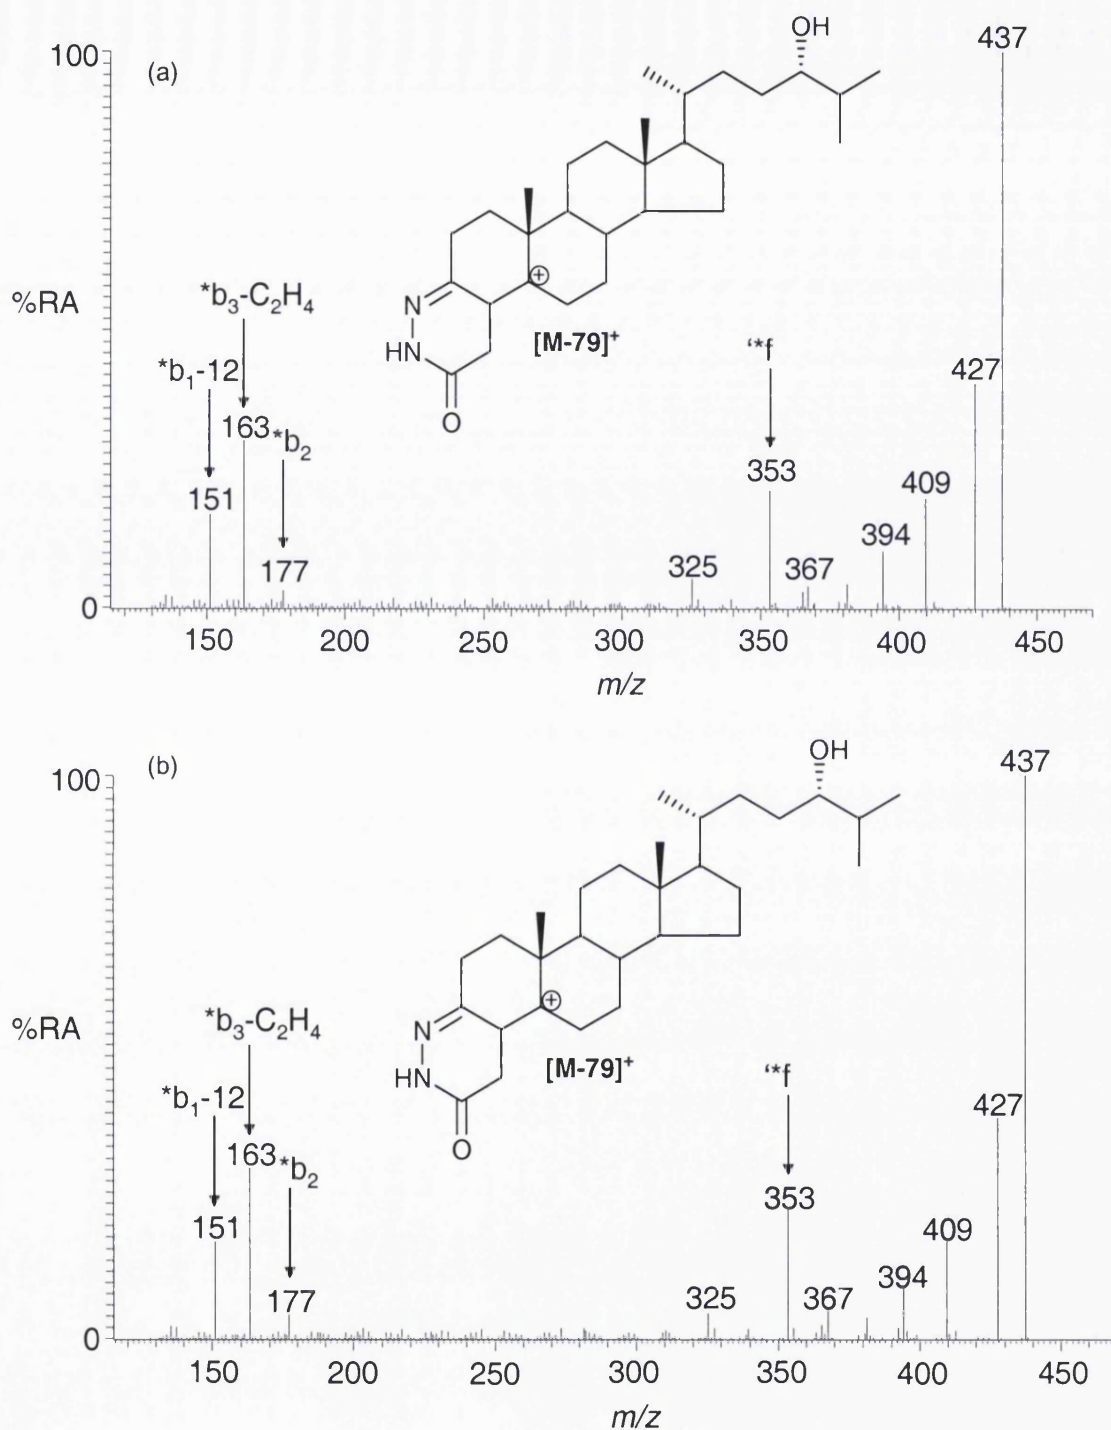 100
(a)
OH
437
%RA
*b3-C2H4
N
HN
O
[M-79]+
‘*f
427
*b1-12
163
*b2
353
151
409
394
177
325
367
0
150
200
250
300
350
400
450
m/z
100
(b)
OH
437
%RA
*b3-C2H4
N
HN
O
[M-79]+
‘*f
427
*b1-12
163
*b2
353
151
409
394
177
325
367
0
150
200
250
300
350
400
450
m/z